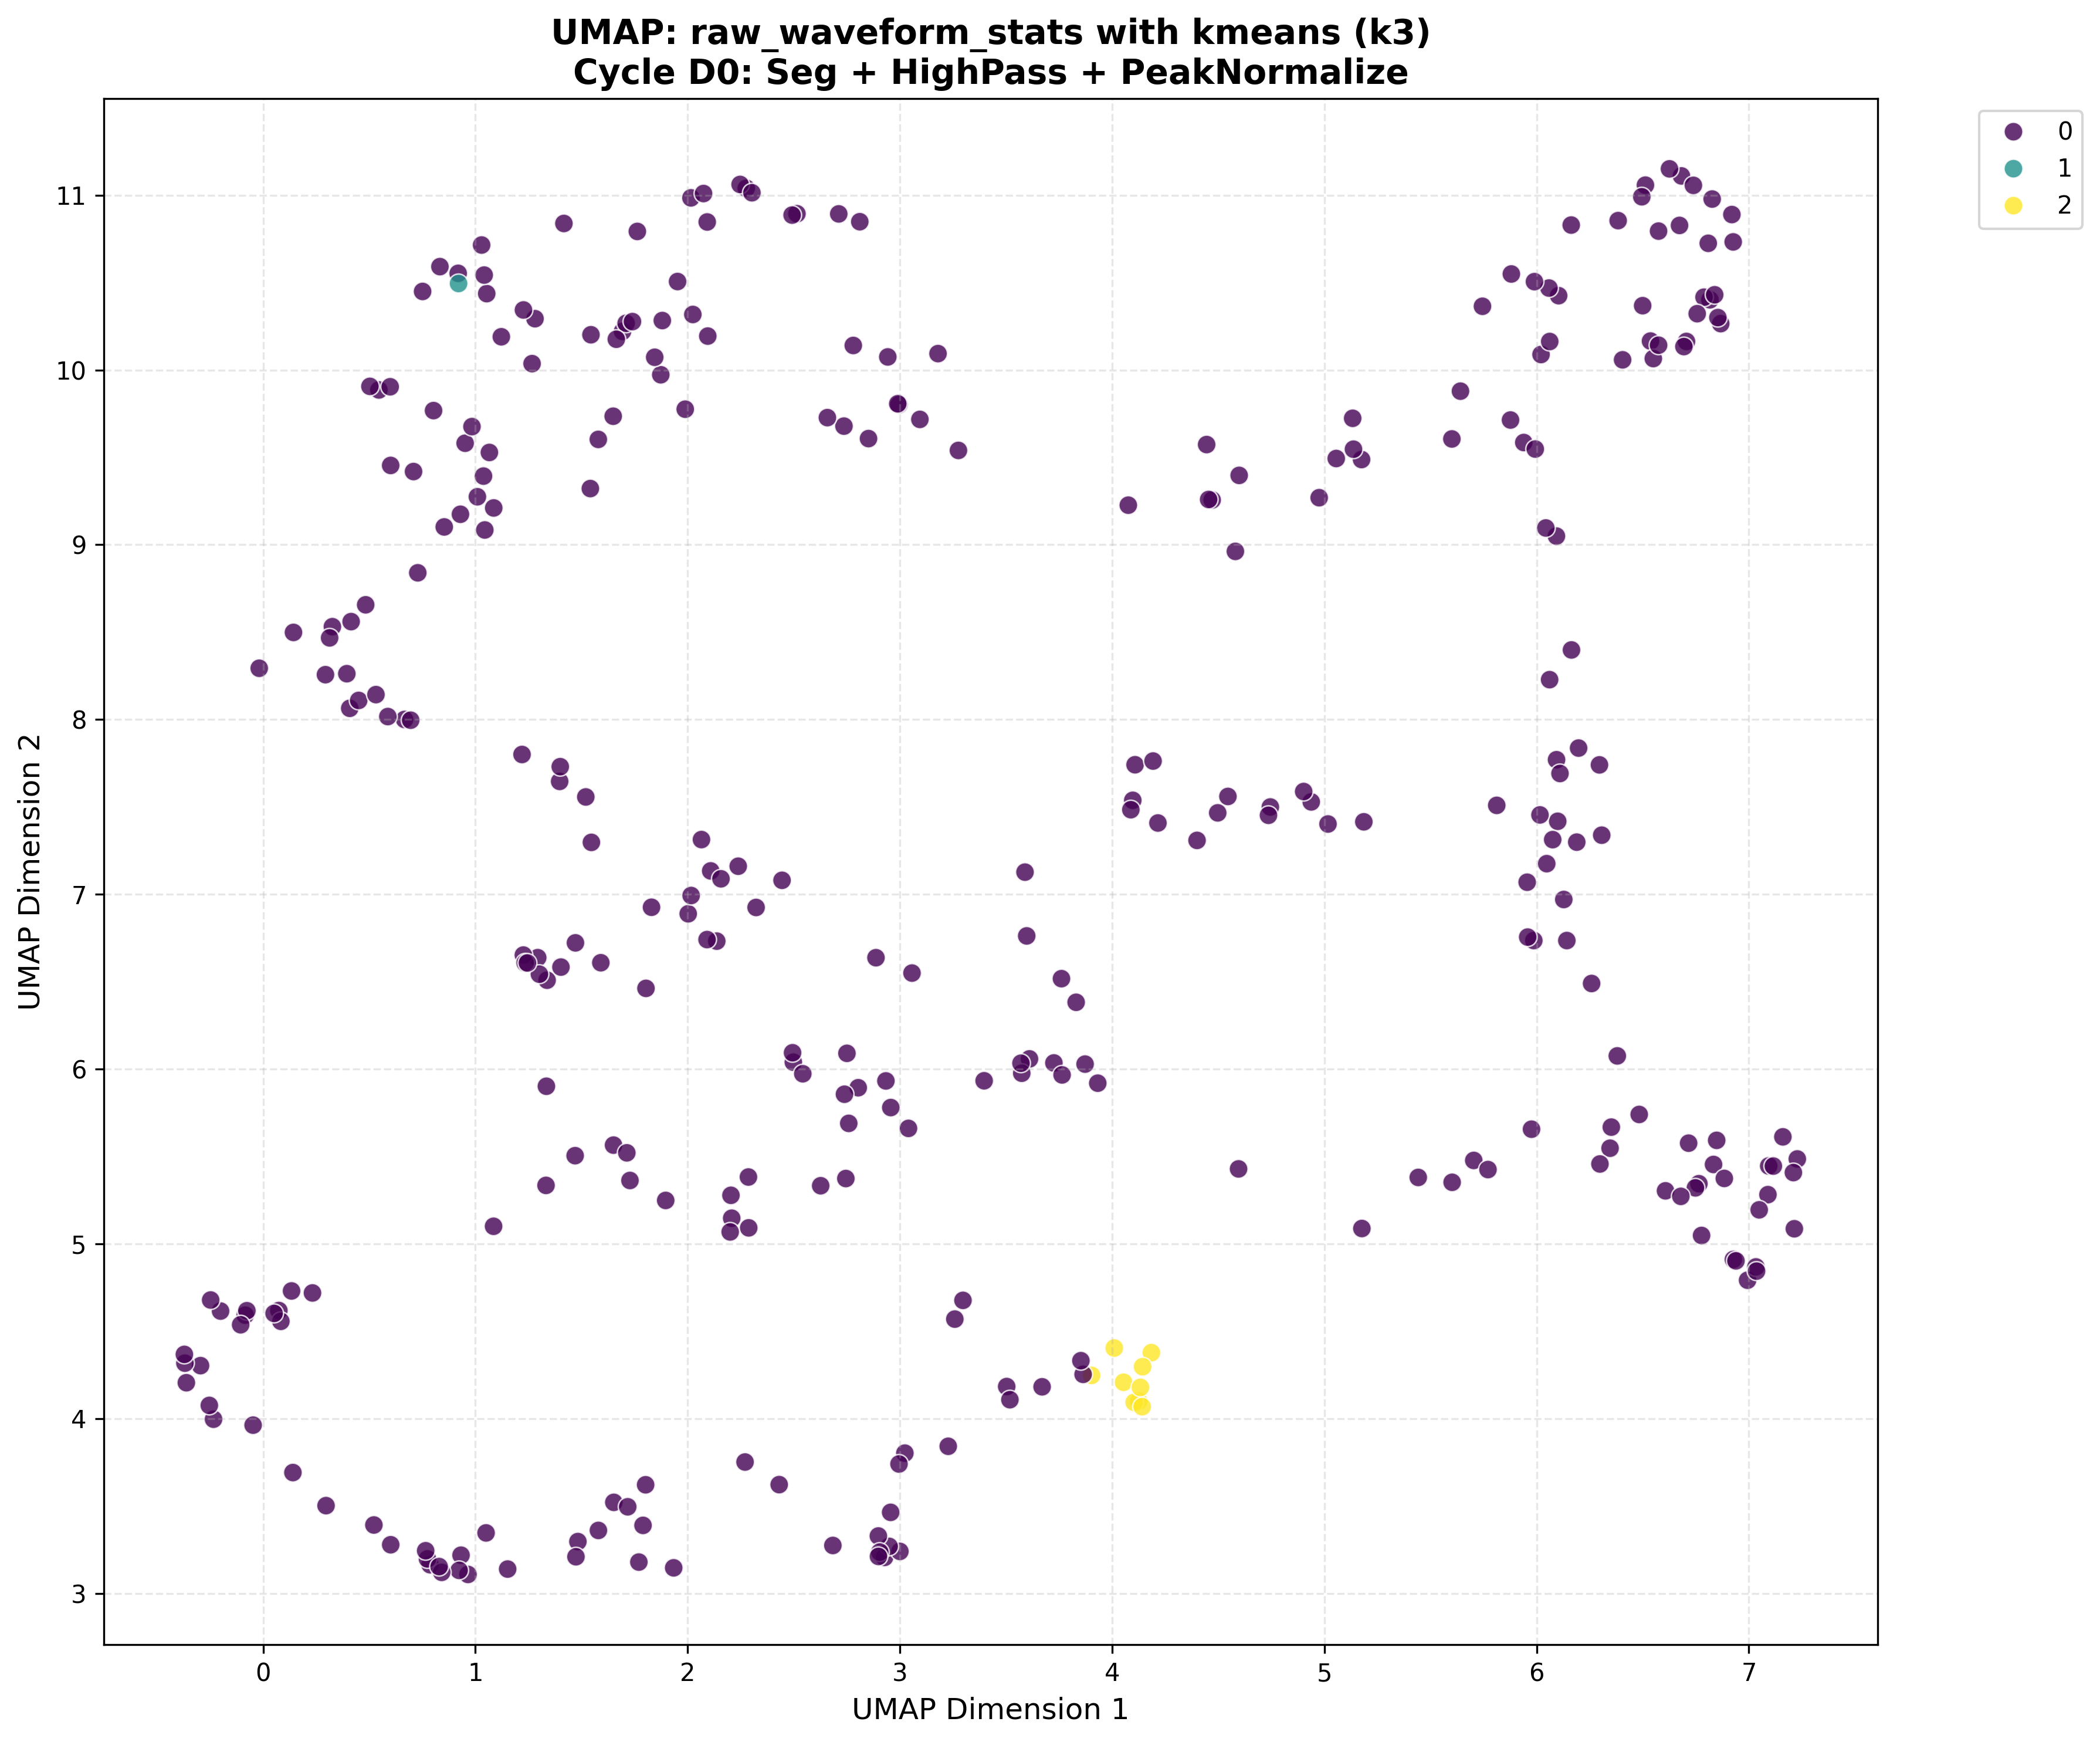 UMAP: raw_waveform_stats with kmeans (k3)
Cycle D0: Seg + HighPass + PeakNormalize
0
1
2
11
10
9
8
7
6
5
4
3
UMAP Dimension 2
0 1 2 3 4 5 6 7
UMAP Dimension 1